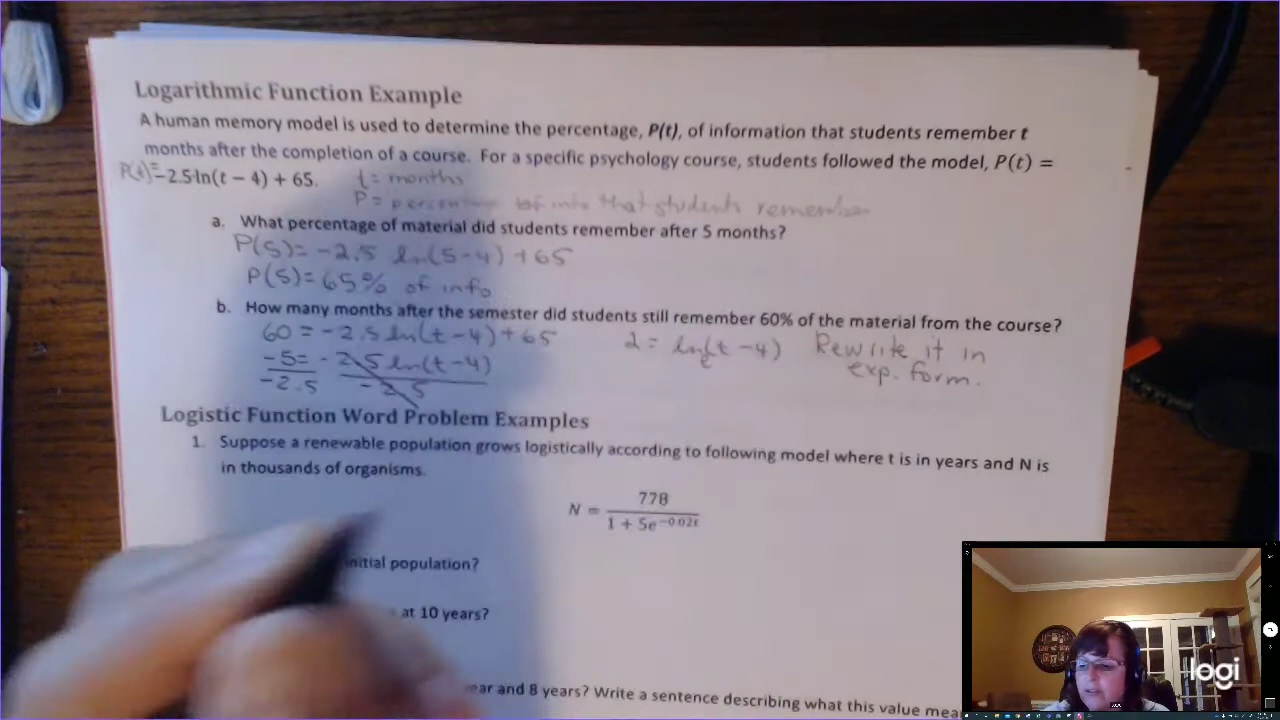 Logarithmic Function Example
A human memory model is used to determine the percentage, P(t), of information that students remember t
months after the completion of a course. For a specific psychology course, students followed the model, P(t) =
P(t)= -2.5·ln(t − 4) + 65. t = months
P = of info that students remember
a. What percentage of material did students remember after 5 months?
P(5) = -2.5 ln(5-4) + 65
P(5) = 65% of info
b. How many months after the semester did students still remember 60% of the material from the course?
60 = -2.5 ln(t-4) + 65 2 = ln(t-4) Rewrite it in
-5 = -2.5 ln(t-4) e exp. form.
-2.5 -2.5
Logistic Function Word Problem Examples
1. Suppose a renewable population grows logistically according to following model where t is in years and N is
in thousands of organisms.
N = 778
1 + 5e^−0.02t
initial population?
at 10 years?
year and 8 years? Write a sentence describing what this value
logi